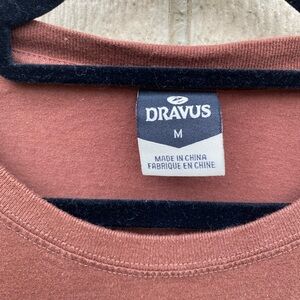 DRAVUS
M
MADE IN CHINA
FABRIQUE EN CHINE